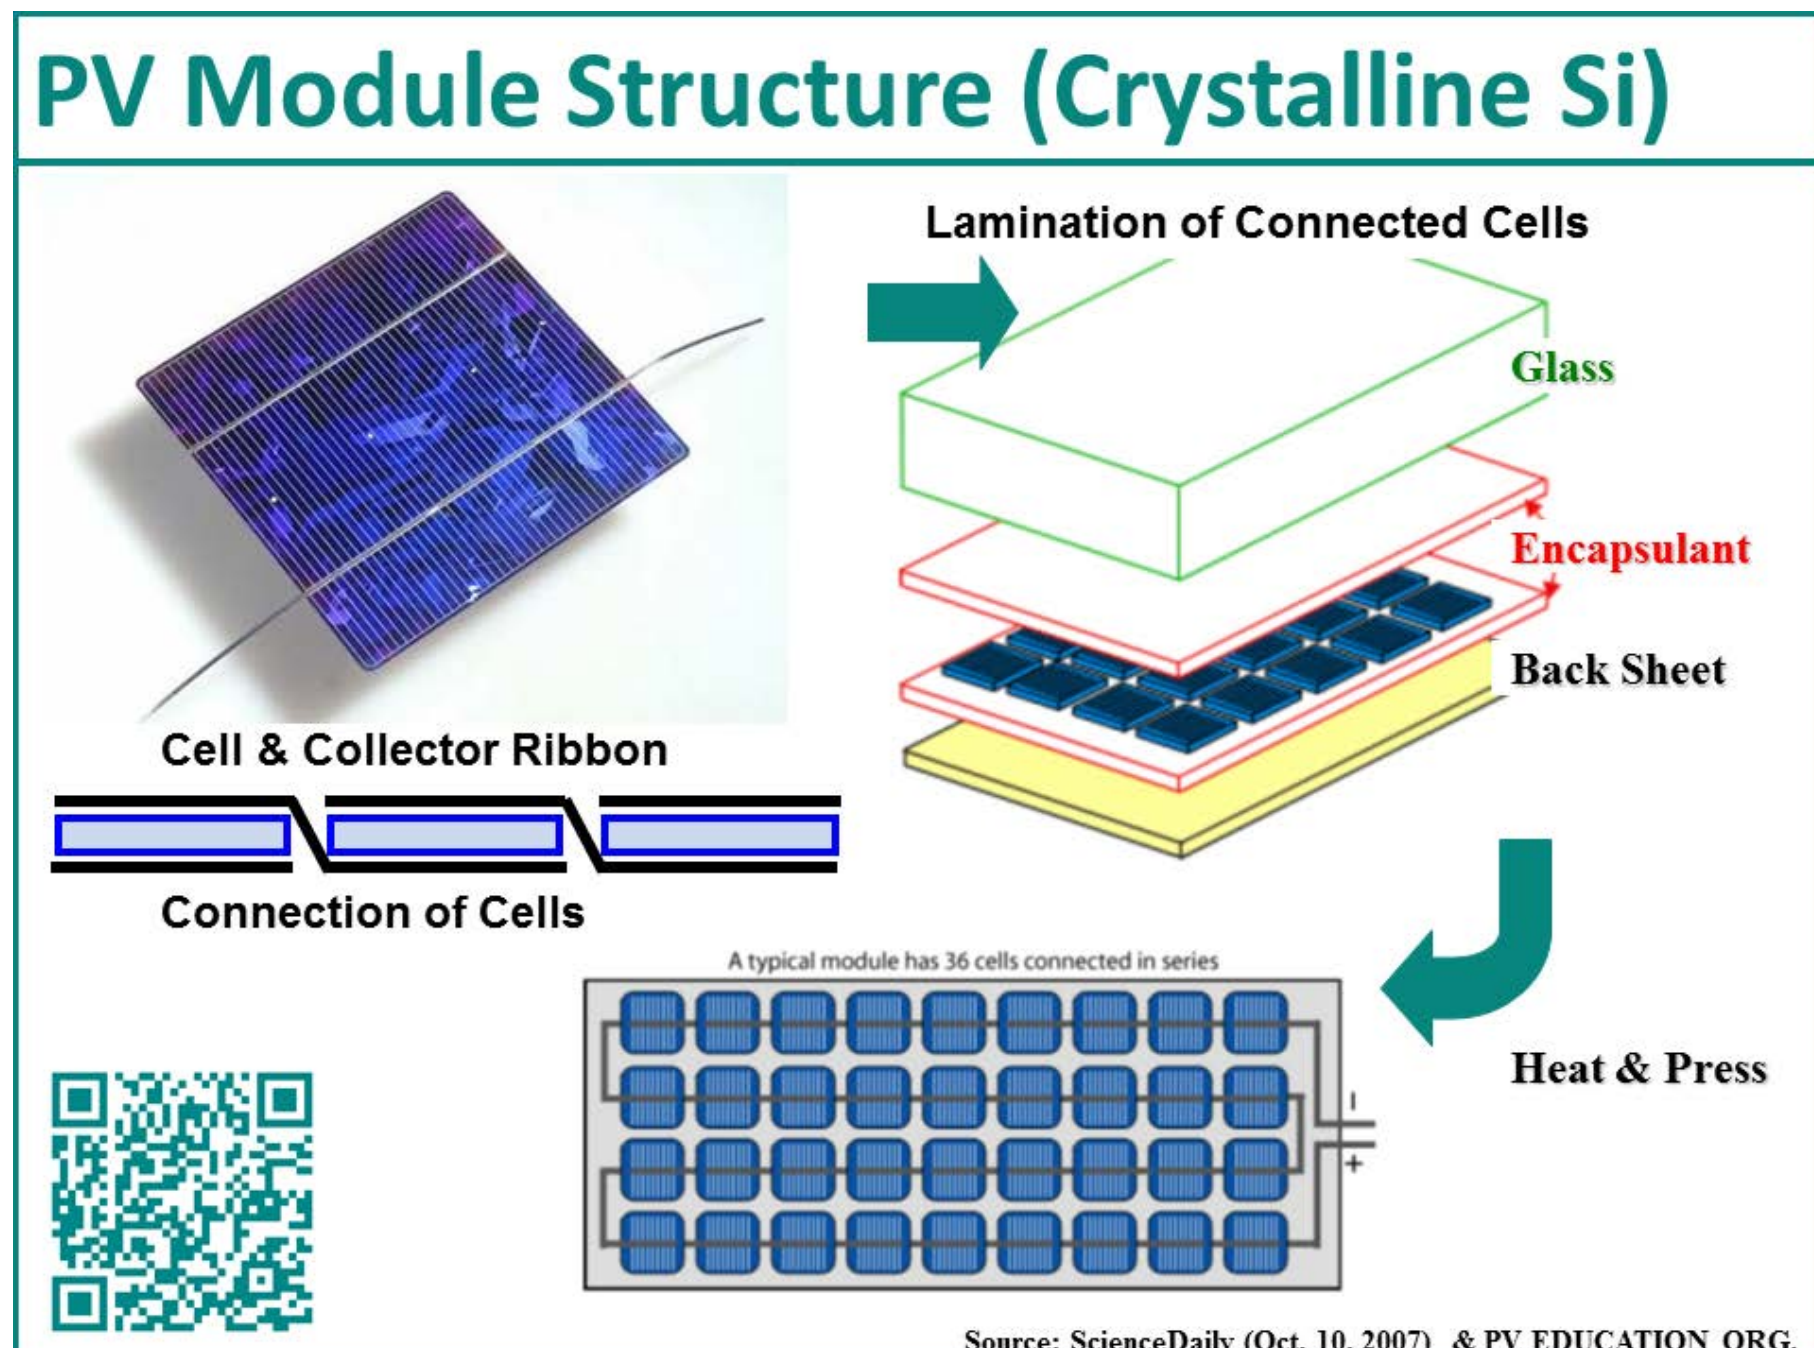 PV Module Structure (Crystalline Si)
Lamination of Connected Cells
Glass
Encapsulant
Back Sheet
Cell & Collector Ribbon
Connection of Cells
A typical module has 36 cells connected in series
Heat & Press
–
+
Source: ScienceDaily (Oct. 10, 2007) & PV EDUCATION ORG.